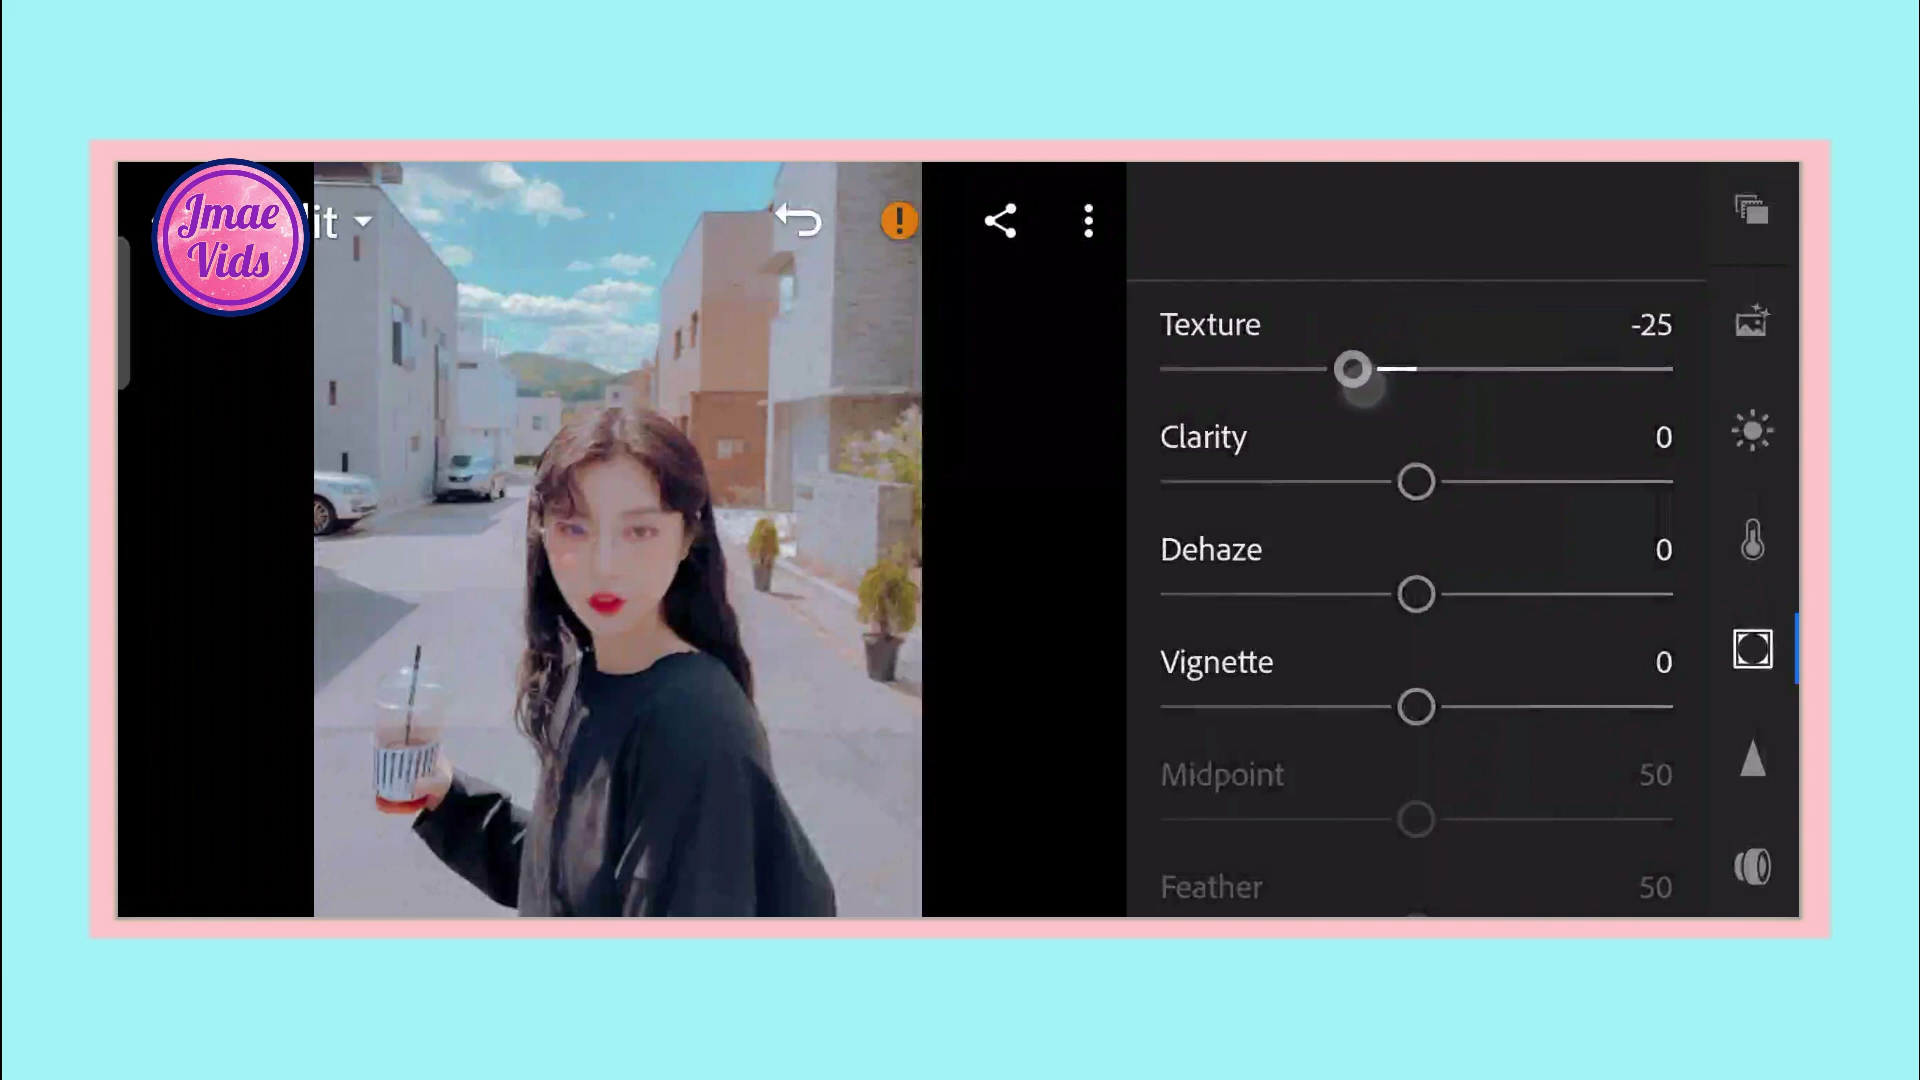 Jmae
Vids
it
Texture -25
Clarity 0
Dehaze 0
Vignette 0
Midpoint 50
Feather 50